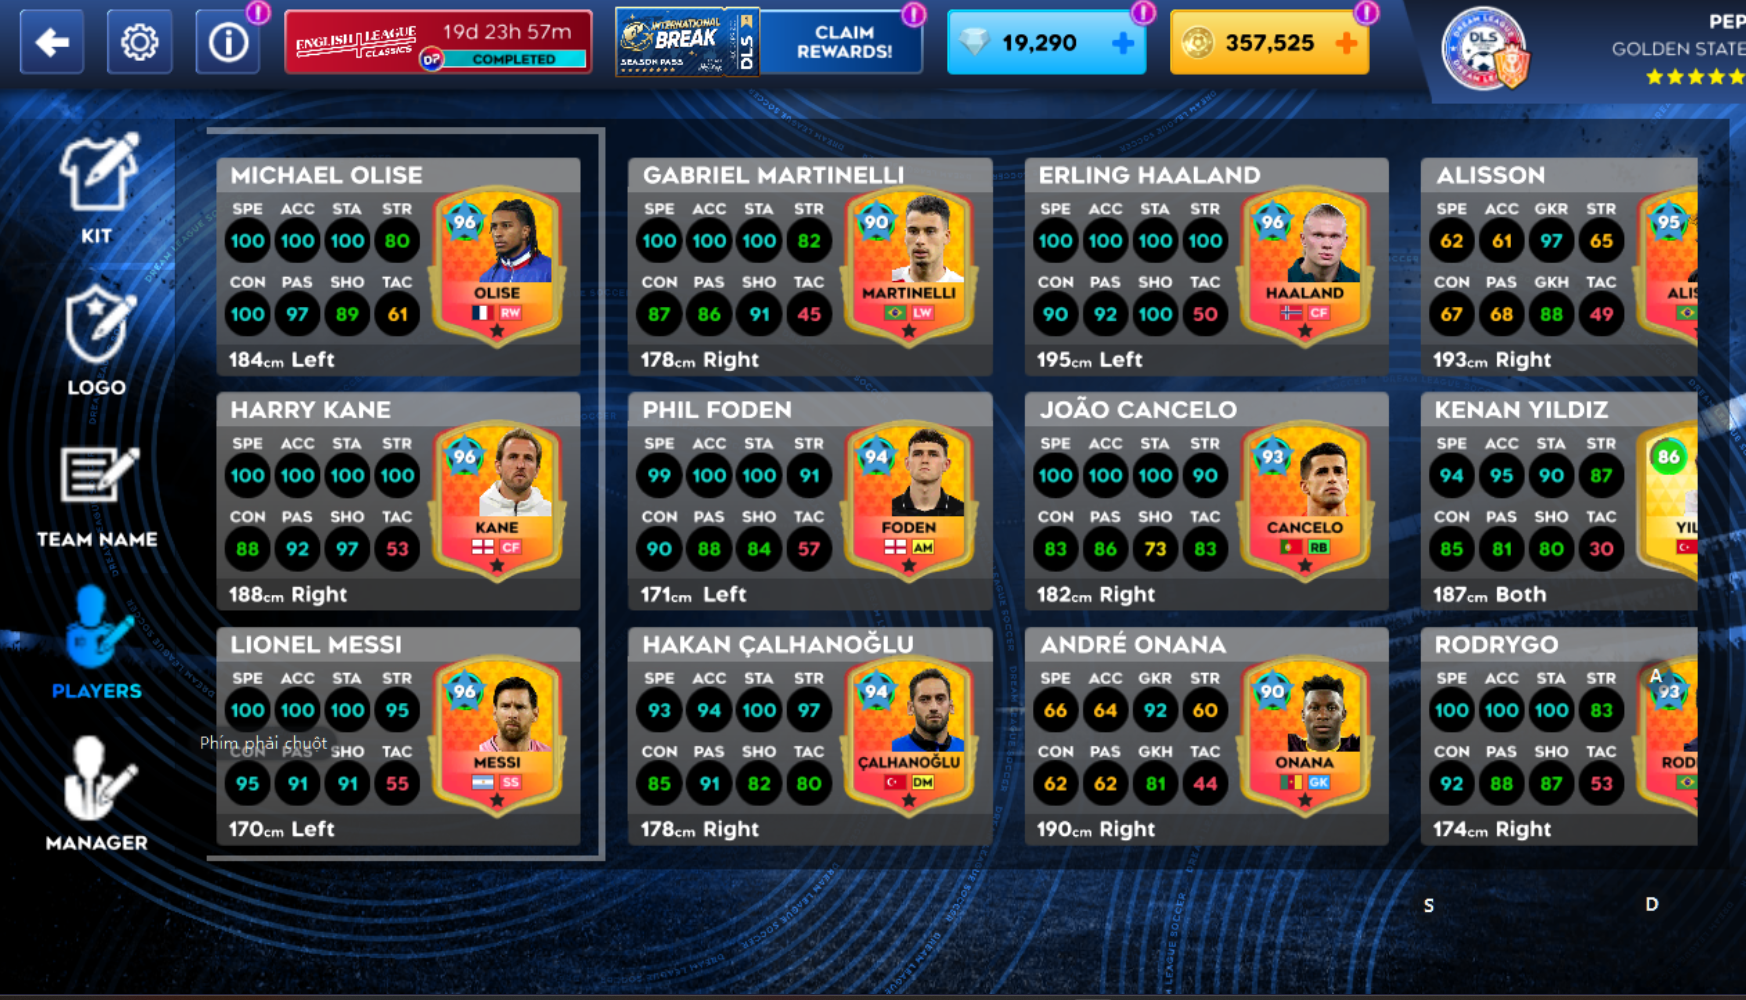 ENGLISH LEAGUE
CLASSICS
19d 23h 57m
DP COMPLETED
INTERNATIONAL
BREAK
SEASON PASS
DLS
CLAIM
REWARDS!
19,290
357,525
DREAM LEAGUE
DLS
PEP
GOLDEN STATE
KIT
LOGO
TEAM NAME
PLAYERS
MANAGER
MICHAEL OLISE
SPE ACC STA STR
100 100 100 80
CON PAS SHO TAC
100 97 89 61
96
OLISE
RW
184cm Left
GABRIEL MARTINELLI
SPE ACC STA STR
100 100 100 82
CON PAS SHO TAC
87 86 91 45
90
MARTINELLI
LW
178cm Right
ERLING HAALAND
SPE ACC STA STR
100 100 100 100
CON PAS SHO TAC
90 92 100 50
96
HAALAND
CF
195cm Left
ALISSON
SPE ACC GKR STR
62 61 97 65
CON PAS GKH TAC
67 68 88 49
95
ALIS
193cm Right
HARRY KANE
SPE ACC STA STR
100 100 100 100
CON PAS SHO TAC
88 92 97 53
96
KANE
CF
188cm Right
PHIL FODEN
SPE ACC STA STR
99 100 100 91
CON PAS SHO TAC
90 88 84 57
94
FODEN
AM
171cm Left
JOÃO CANCELO
SPE ACC STA STR
100 100 100 90
CON PAS SHO TAC
83 86 73 83
93
CANCELO
RB
182cm Right
KENAN YILDIZ
SPE ACC STA STR
94 95 90 87
CON PAS SHO TAC
85 81 80 30
86
YIL
187cm Both
LIONEL MESSI
SPE ACC STA STR
100 100 100 95
Phím phải chuột
CON PAS SHO TAC
95 91 91 55
96
MESSI
SS
170cm Left
HAKAN ÇALHANOĞLU
SPE ACC STA STR
93 94 100 97
CON PAS SHO TAC
85 91 82 80
94
ÇALHANOĞLU
DM
178cm Right
ANDRÉ ONANA
SPE ACC GKR STR
66 64 92 60
CON PAS GKH TAC
62 62 81 44
90
ONANA
GK
190cm Right
RODRYGO
SPE ACC STA STR
100 100 100 83
CON PAS SHO TAC
92 88 87 53
A
93
ROD
174cm Right
S
D